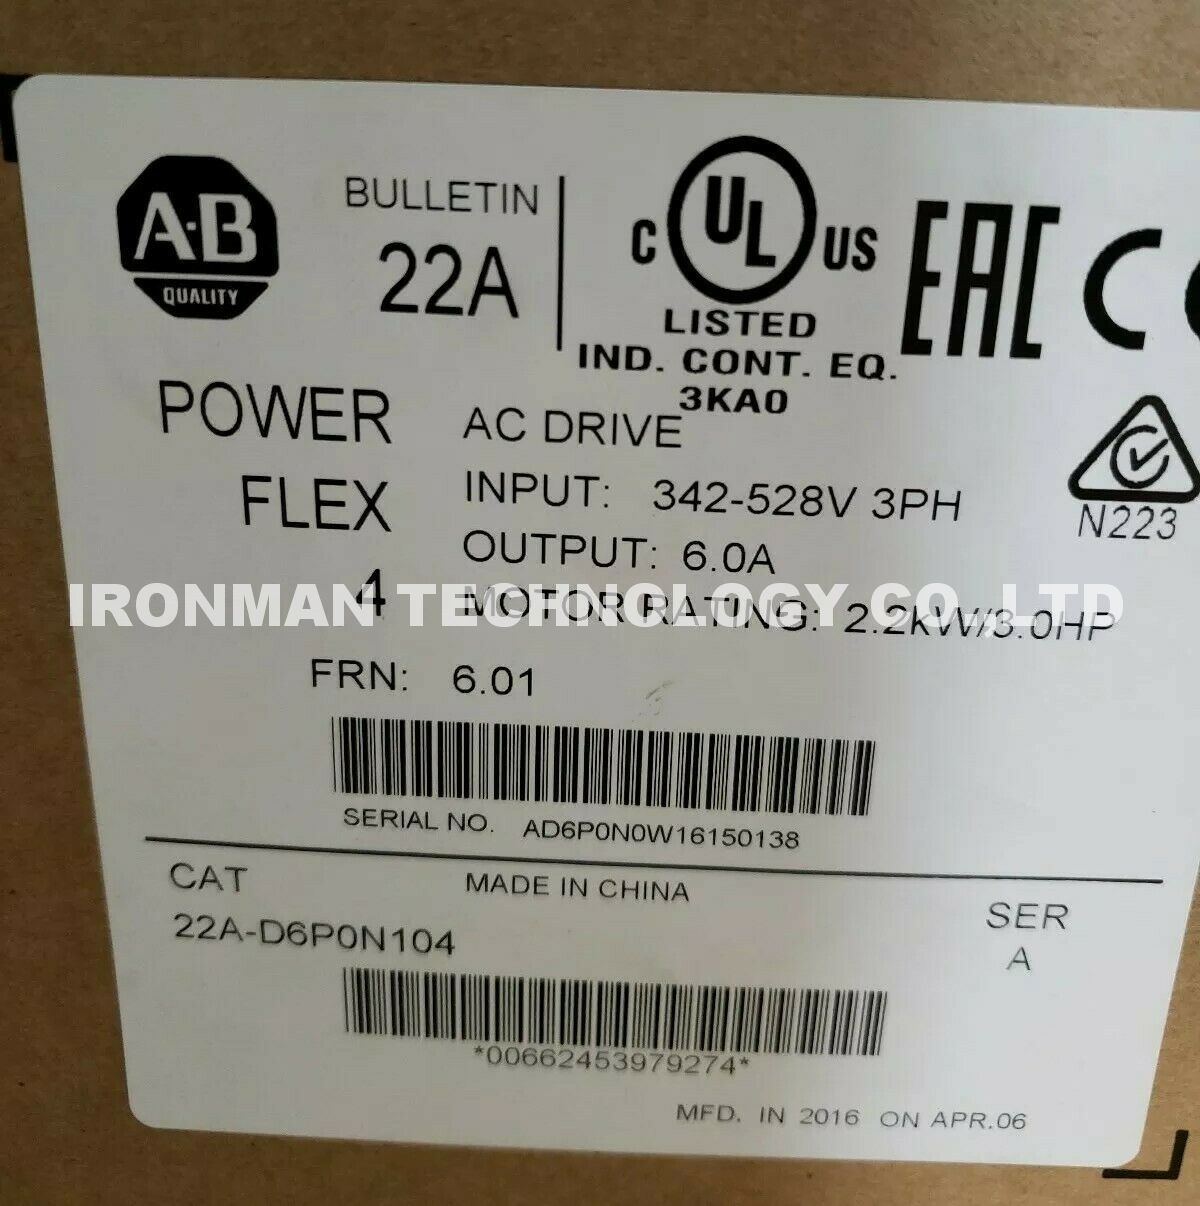 A-B
QUALITY
BULLETIN
22A
C UL US
LISTED
IND. CONT. EQ.
3KA0
EAC
C
N223
POWER
FLEX
4
AC DRIVE
INPUT: 342-528V 3PH
OUTPUT: 6.0A
MOTOR RATING: 2.2kW/3.0HP
IRONMAN TECHNOLOGY CO.,LTD
FRN: 6.01
SERIAL NO. AD6P0N0W16150138
CAT
MADE IN CHINA
22A-D6P0N104
SER
A
*00662453979274*
MFD. IN 2016 ON APR.06